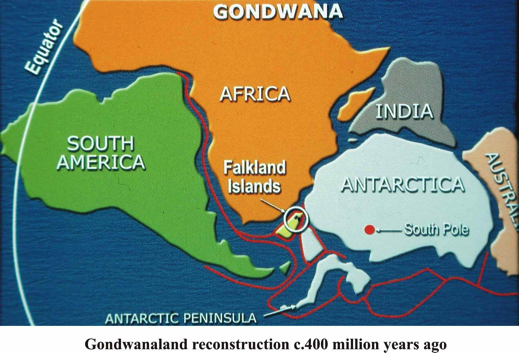 GONDWANA
Equator
AFRICA
INDIA
SOUTH
AMERICA
Falkland
Islands
ANTARCTICA
South Pole
ANTARCTIC PENINSULA
Gondwanaland reconstruction c.400 million years ago